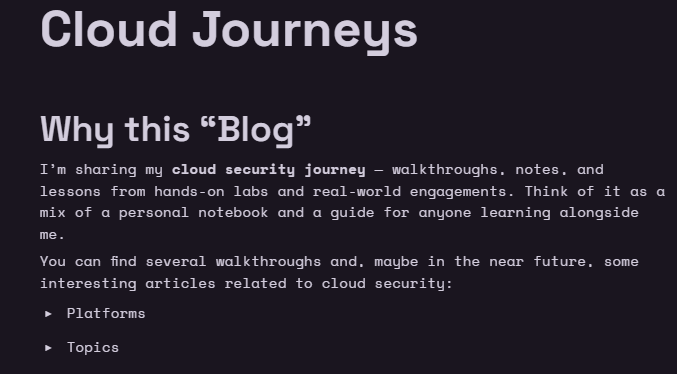 Cloud Journeys
Why this “Blog”
I’m sharing my cloud security journey — walkthroughs, notes, and
lessons from hands-on labs and real-world engagements. Think of it as a
mix of a personal notebook and a guide for anyone learning alongside
me.
You can find several walkthroughs and, maybe in the near future, some
interesting articles related to cloud security:
▸ Platforms
▸ Topics